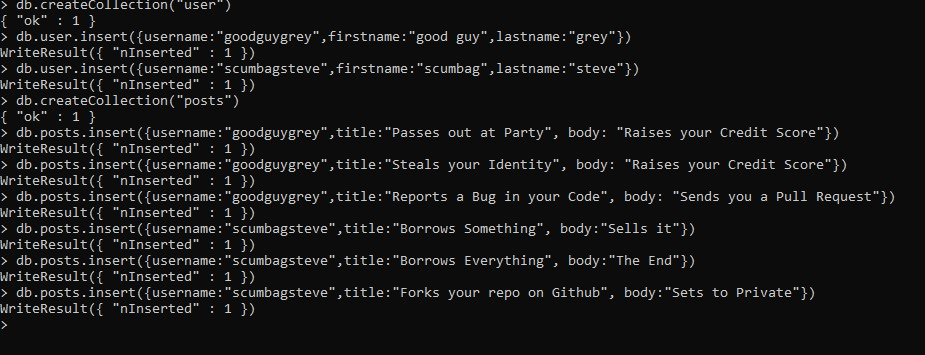 > db.createCollection("user")
{ "ok" : 1 }
> db.user.insert({username:"goodguygrey",firstname:"good guy",lastname:"grey"})
WriteResult({ "nInserted" : 1 })
> db.user.insert({username:"scumbagsteve",firstname:"scumbag",lastname:"steve"})
WriteResult({ "nInserted" : 1 })
> db.createCollection("posts")
{ "ok" : 1 }
> db.posts.insert({username:"goodguygrey",title:"Passes out at Party", body: "Raises your Credit Score"})
WriteResult({ "nInserted" : 1 })
> db.posts.insert({username:"goodguygrey",title:"Steals your Identity", body: "Raises your Credit Score"})
WriteResult({ "nInserted" : 1 })
> db.posts.insert({username:"goodguygrey",title:"Reports a Bug in your Code", body: "Sends you a Pull Request"})
WriteResult({ "nInserted" : 1 })
> db.posts.insert({username:"scumbagsteve",title:"Borrows Something", body:"Sells it"})
WriteResult({ "nInserted" : 1 })
> db.posts.insert({username:"scumbagsteve",title:"Borrows Everything", body:"The End"})
WriteResult({ "nInserted" : 1 })
> db.posts.insert({username:"scumbagsteve",title:"Forks your repo on Github", body:"Sets to Private"})
WriteResult({ "nInserted" : 1 })
>